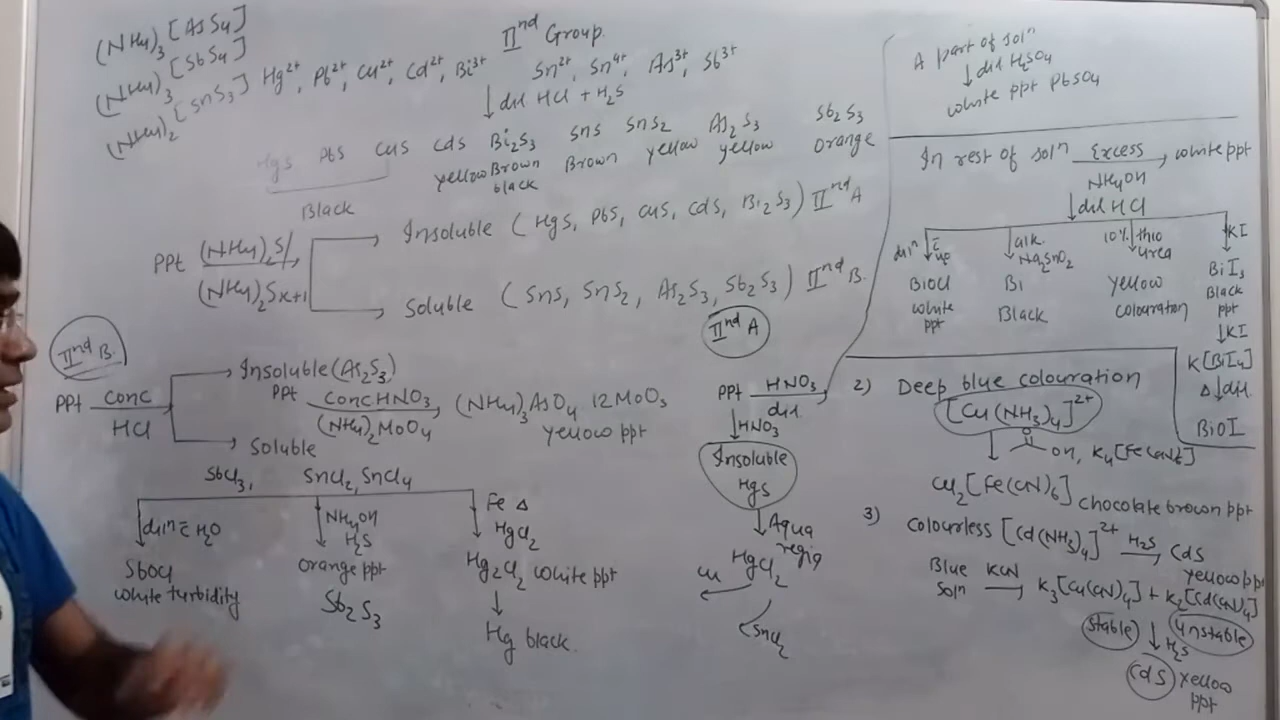 (NH4)3 [AsS4]
(NH4)3 [SbS4]
(NH4)2 [SnS3]
IInd Group.
Hg2+, Pb2+, Cu2+, Cd2+, Bi3+ Sn2+, Sn4+, As3+, Sb3+
↓ dil HCl + H2S
HgS PbS CuS CdS Bi2S3 SnS SnS2 As2S3 Sb2S3
Black yellow Brown black Brown yellow yellow orange
PPt (NH4)2S/ (NH4)2Sx+1
→ Insoluble (HgS, PbS, CuS, CdS, Bi2S3) IInd A
→ Soluble (SnS, SnS2, As2S3, Sb2S3) IInd B.
IInd B.
PPt conc HCl
→ Insoluble (As2S3)
PPt Conc HNO3, (NH4)2MoO4 (NH4)3AsO4 12MoO3
yellow ppt
→ Soluble
SbCl3, SnCl2, SnCl4
↓ diln c̄ H2O
SbOCl
white turbidity
↓ NH4OH H2S
orange ppt
Sb2S3
↓ Fe Δ HgCl2
Hg2Cl2 white ppt
↓
Hg black.
IInd A
PPt HNO3, dil.
↓ HNO3
Insoluble
HgS
↓ Aqua regia
HgCl2
Cu
SnCl2
A part of soln
↓ dil H2SO4
white ppt PbSO4
In rest of soln Excess NH4OH → white ppt
↓ dil HCl
diln c̄ up
BiOCl
white
ppt
alk. Na2SnO2
Bi
Black
10% thio urea
yellow
colouration
KI
BiI3
Black
ppt
↓ KI
K[BiI4]
Δ ↓ dil.
BiOI
2) Deep blue colouration
[Cu(NH3)4]2+
↓ O OH, K4[Fe(CN)6]
Cu2[Fe(CN)6] chocolate brown ppt
3) Colourless [Cd(NH3)4]2+ H2S → CdS
yellow ppt
Blue soln KCN → K3[Cu(CN)4] + K2[Cd(CN)4]
stable unstable
↓ H2S
CdS yellow
ppt